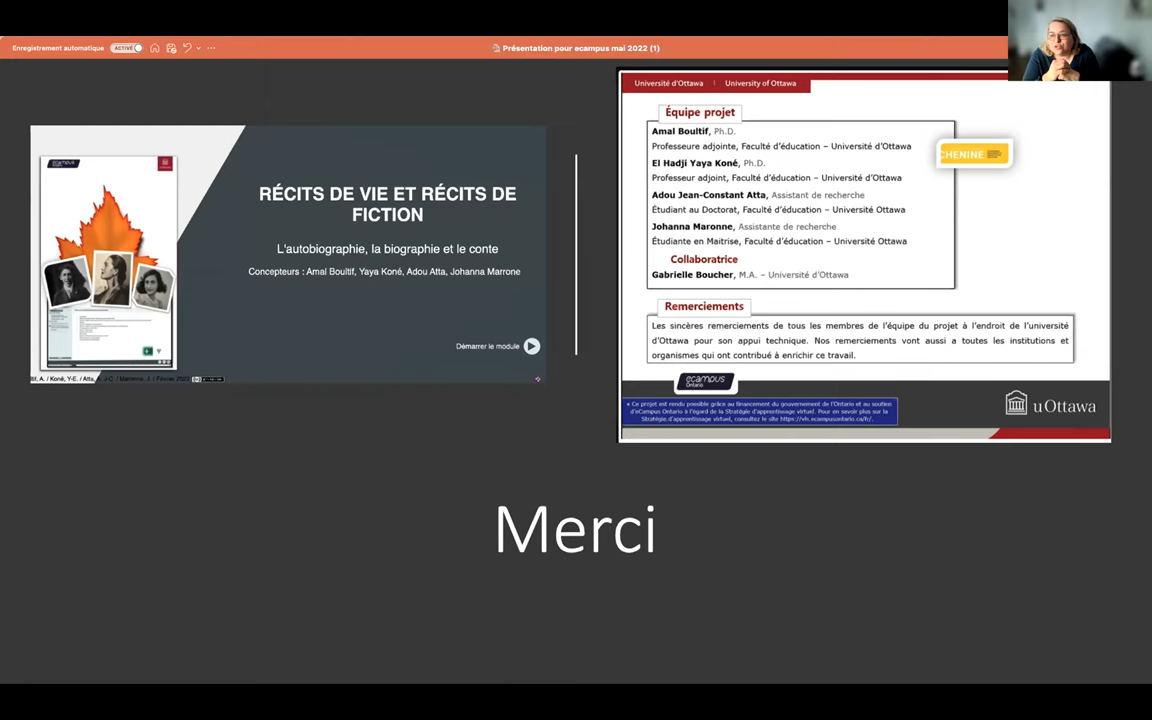 Enregistrement automatique
ACTIVÉ
Présentation pour ecampus mai 2022 (1)
ecampus
RÉCITS DE VIE ET RÉCITS DE
FICTION
L'autobiographie, la biographie et le conte
Concepteurs : Amal Boultif, Yaya Koné, Adou Atta, Johanna Marrone
Démarrer le module
Université d'Ottawa | University of Ottawa
Équipe projet
Amal Boultif, Ph.D.
Professeure adjointe, Faculté d'éducation – Université d'Ottawa
El Hadji Yaya Koné, Ph.D.
Professeur adjoint, Faculté d'éducation – Université d'Ottawa
Adou Jean-Constant Atta, Assistant de recherche
Étudiant au Doctorat, Faculté d'éducation – Université Ottawa
Johanna Maronne, Assistante de recherche
Étudiante en Maitrise, Faculté d'éducation – Université Ottawa
Collaboratrice
Gabrielle Boucher, M.A. – Université d'Ottawa
CHENINE
Remerciements
Les sincères remerciements de tous les membres de l'équipe du projet à l'endroit de l'université
d'Ottawa pour son appui technique. Nos remerciements vont aussi a toutes les institutions et
organismes qui ont contribué à enrichir ce travail.
ecampus
Ontario
• Ce projet est rendu possible grâce au financement du gouvernement de l'Ontario et au soutien
d'eCampus Ontario à l'égard de la Stratégie d'apprentissage virtuel. Pour en savoir plus sur la
Stratégie d'apprentissage virtuel, consultez le site https://vls.ecampusontario.ca/fr/.
uOttawa
Merci